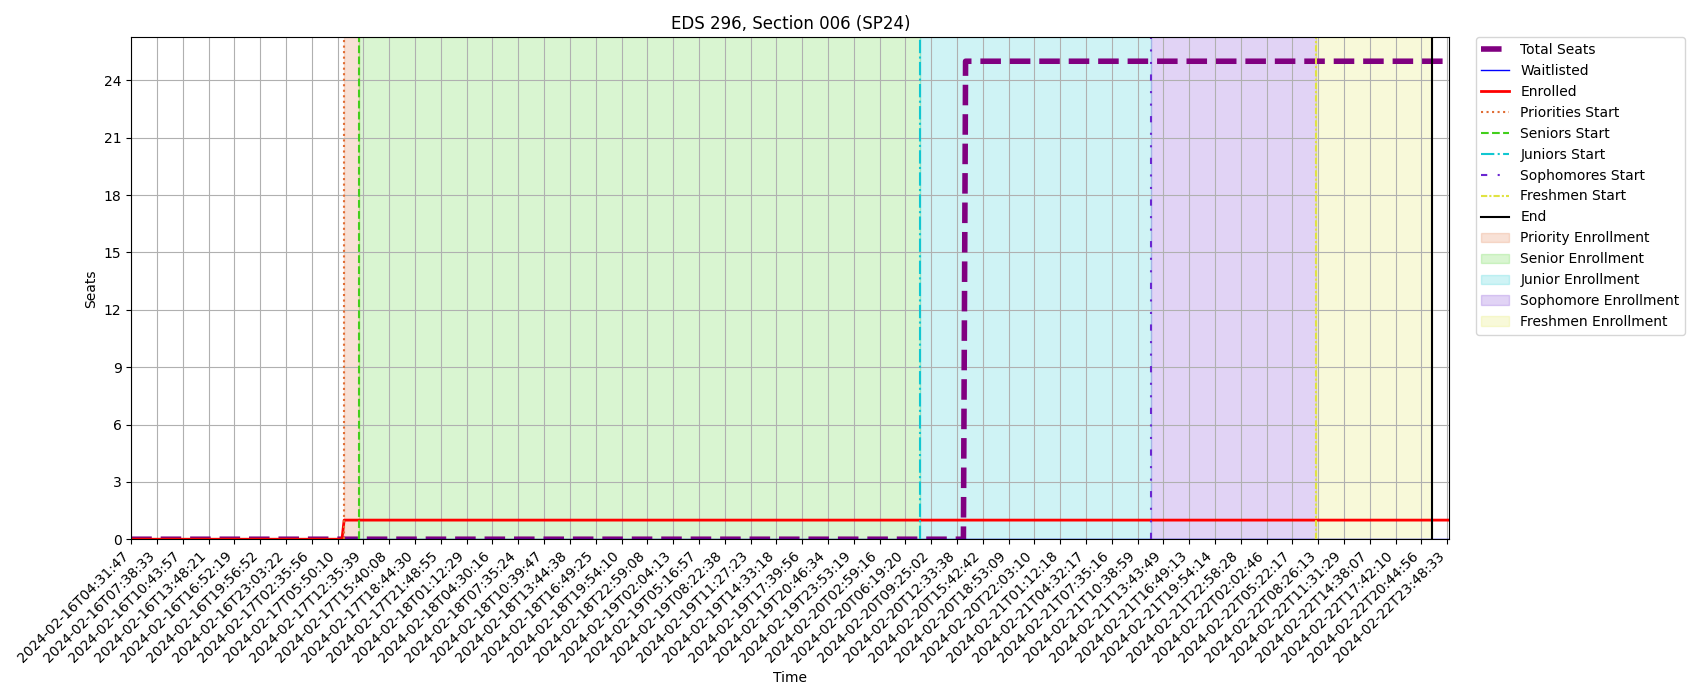 EDS 296, Section 006 (SP24)
Seats
24
21
18
15
12
9
6
3
0
2024-02-16T04:31:47
2024-02-16T07:38:33
2024-02-16T10:43:57
2024-02-16T13:48:21
2024-02-16T16:52:19
2024-02-16T19:56:52
2024-02-16T23:03:22
2024-02-17T02:35:56
2024-02-17T05:50:10
2024-02-17T12:35:39
2024-02-17T15:40:08
2024-02-17T18:44:30
2024-02-17T21:48:55
2024-02-18T01:12:29
2024-02-18T04:30:16
2024-02-18T07:35:24
2024-02-18T10:39:47
2024-02-18T13:44:38
2024-02-18T16:49:25
2024-02-18T19:54:10
2024-02-18T22:59:08
2024-02-19T02:04:13
2024-02-19T05:16:57
2024-02-19T08:22:38
2024-02-19T11:27:23
2024-02-19T14:33:18
2024-02-19T17:39:56
2024-02-19T20:46:34
2024-02-19T23:53:19
2024-02-20T02:59:16
2024-02-20T06:19:20
2024-02-20T09:25:02
2024-02-20T12:33:38
2024-02-20T15:42:42
2024-02-20T18:53:09
2024-02-20T22:03:10
2024-02-21T01:12:18
2024-02-21T04:32:17
2024-02-21T07:35:16
2024-02-21T10:38:59
2024-02-21T13:43:49
2024-02-21T16:49:13
2024-02-21T19:54:14
2024-02-21T22:58:28
2024-02-22T02:02:46
2024-02-22T05:22:17
2024-02-22T08:26:13
2024-02-22T11:31:29
2024-02-22T14:38:07
2024-02-22T17:42:10
2024-02-22T20:44:56
2024-02-22T23:48:33
Time
Total Seats
Waitlisted
Enrolled
Priorities Start
Seniors Start
Juniors Start
Sophomores Start
Freshmen Start
End
Priority Enrollment
Senior Enrollment
Junior Enrollment
Sophomore Enrollment
Freshmen Enrollment